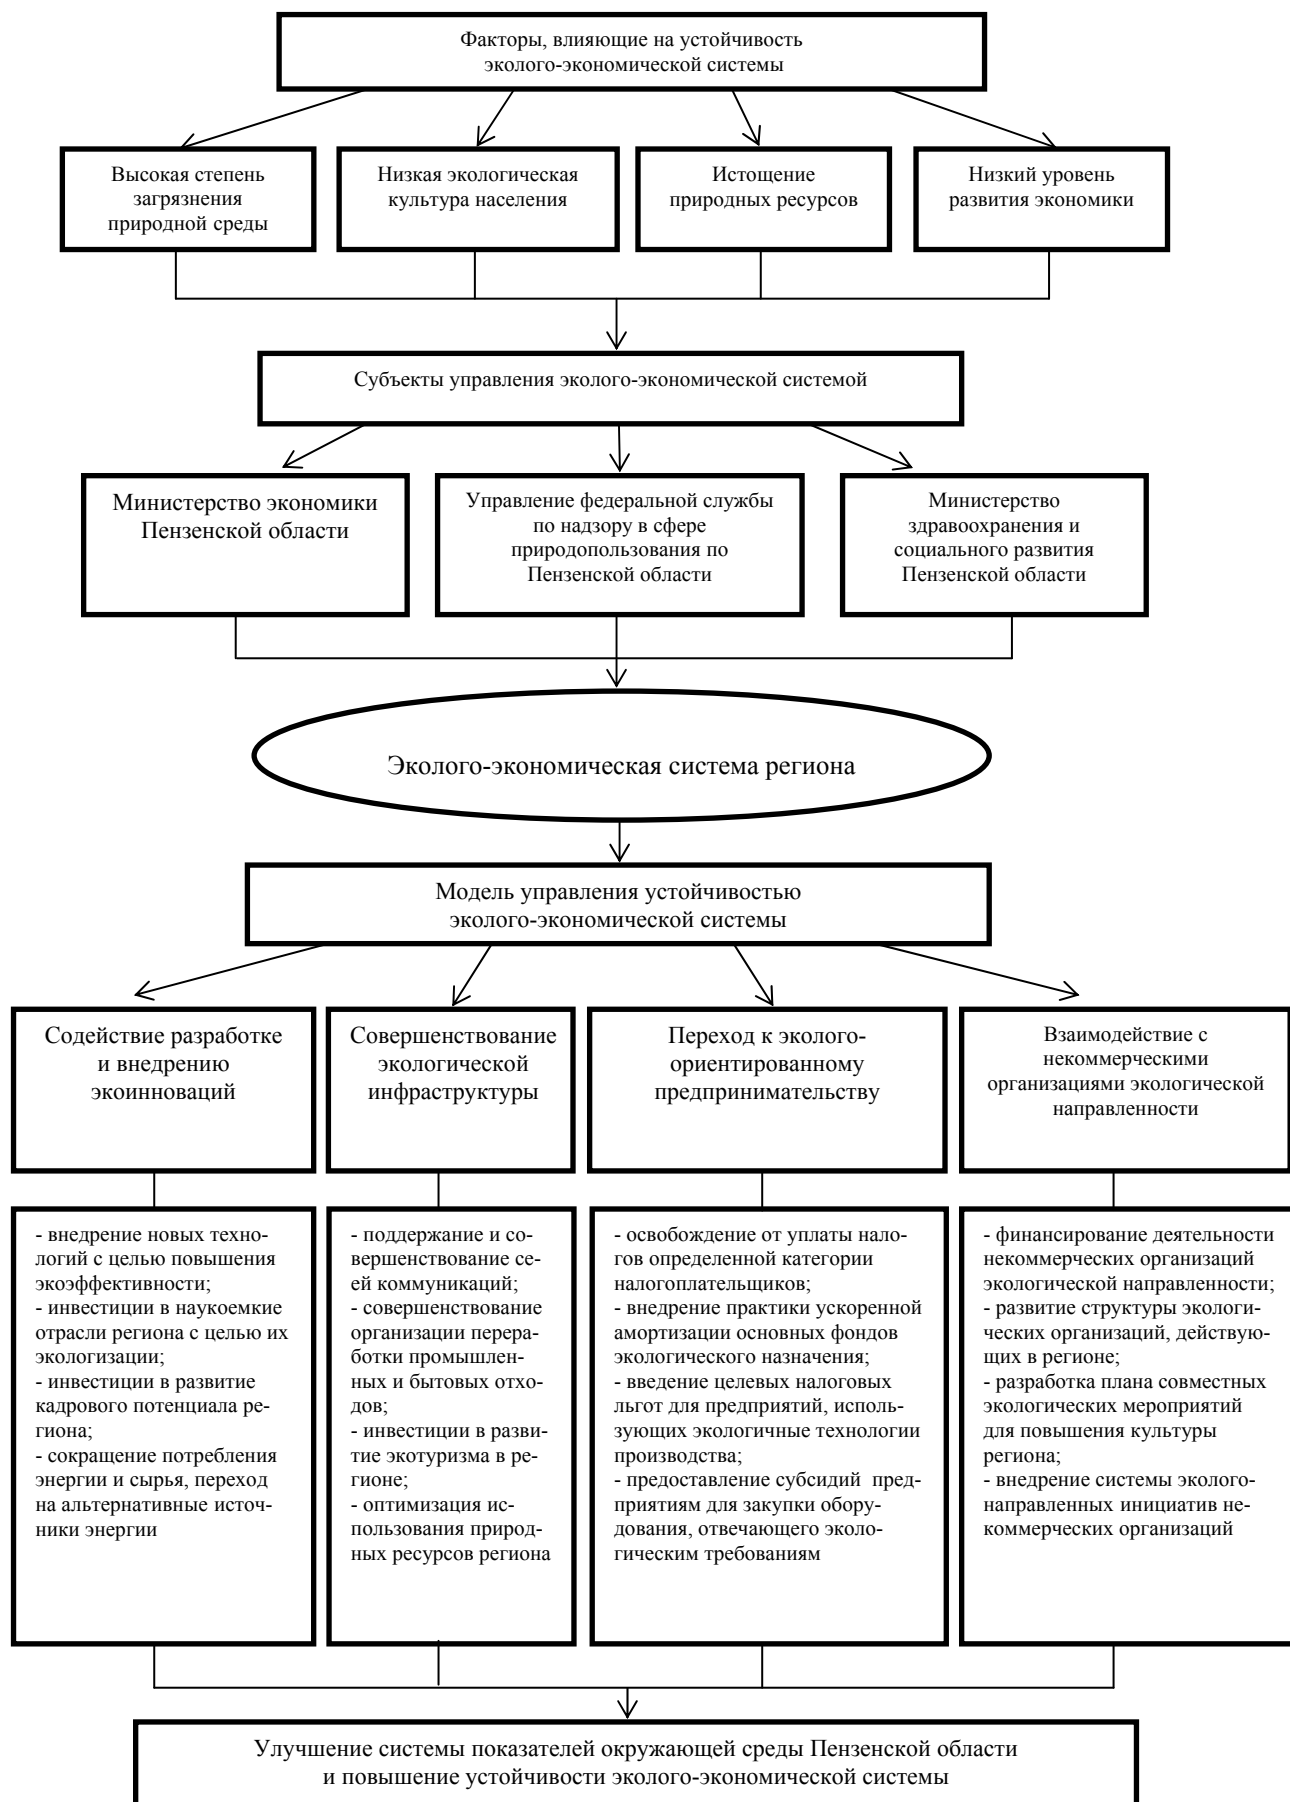 Факторы, влияющие на устойчивость
эколого-экономической системы
Высокая степень
загрязнения
природной среды
Низкая экологическая
культура населения
Истощение
природных ресурсов
Низкий уровень
развития экономики
Субъекты управления эколого-экономической системой
Министерство экономики
Пензенской области
Управление федеральной службы
по надзору в сфере
природопользования по
Пензенской области
Министерство
здравоохранения и
социального развития
Пензенской области
Эколого-экономическая система региона
Модель управления устойчивостью
эколого-экономической системы
Содействие разработке
и внедрению
экоинноваций
Совершенствование
экологической
инфраструктуры
Переход к эколого-
ориентированному
предпринимательству
Взаимодействие с
некоммерческими
организациями экологической
направленности
- внедрение новых техно-
логий с целью повышения
экоэффективности;
- инвестиции в наукоемкие
отрасли региона с целью их
экологизации;
- инвестиции в развитие
кадрового потенциала ре-
гиона;
- сокращение потребления
энергии и сырья, переход
на альтернативные источ-
ники энергии
- поддержание и со-
вершенствование се-
ей коммуникаций;
- совершенствование
организации перера-
ботки промышлен-
ных и бытовых отхо-
дов;
- инвестиции в разви-
тие экотуризма в ре-
гионе;
- оптимизация ис-
пользования природ-
ных ресурсов региона
- освобождение от уплаты нало-
гов определенной категории
налогоплательщиков;
- внедрение практики ускоренной
амортизации основных фондов
экологического назначения;
- введение целевых налоговых
льгот для предприятий, исполь-
зующих экологичные технологии
производства;
- предоставление субсидий пред-
приятиям для закупки обору-
дования, отвечающего эколо-
гическим требованиям
- финансирование деятельности
некоммерческих организаций
экологической направленности;
- развитие структуры экологи-
ческих организаций, действую-
щих в регионе;
- разработка плана совместных
экологических мероприятий
для повышения культуры
региона;
- внедрение системы эколого-
направленных инициатив не-
коммерческих организаций
Улучшение системы показателей окружающей среды Пензенской области
и повышение устойчивости эколого-экономической системы